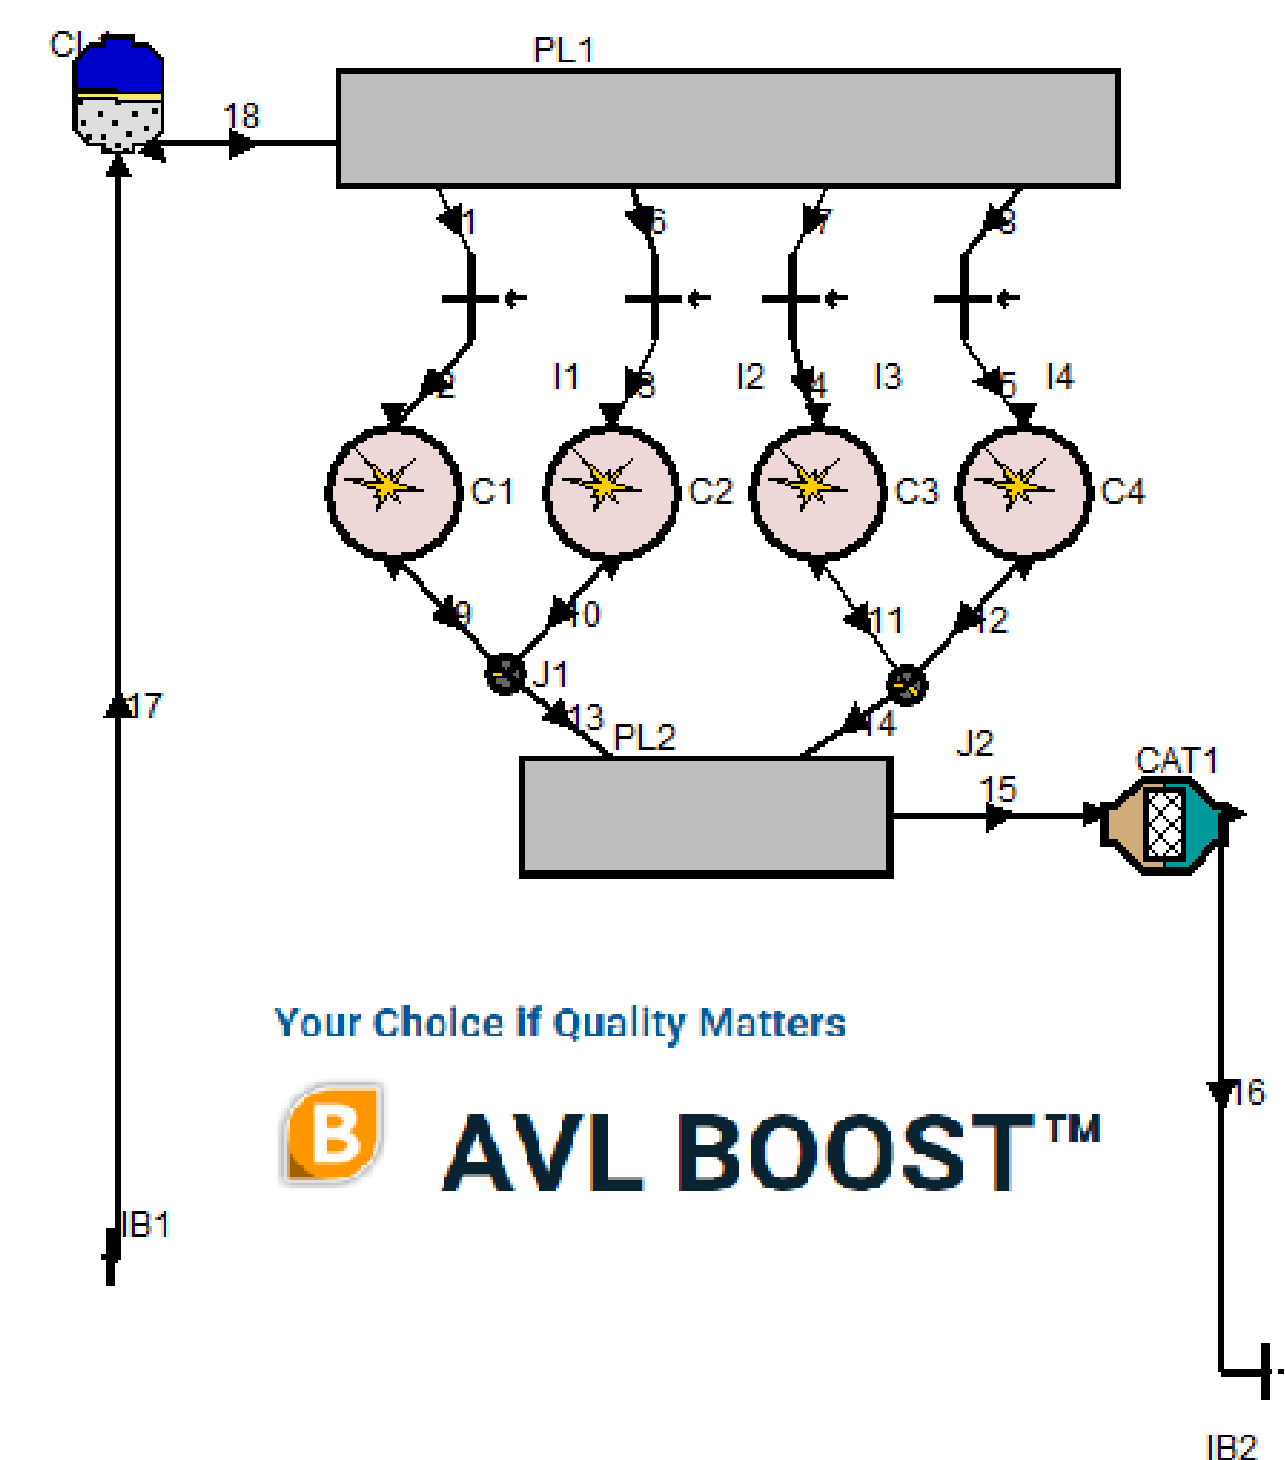 CL1
PL1
18
1 6 7 8
2 I1 3 I2 4 I3 5 I4
C1 C2 C3 C4
9 10 11 12
J1
17 13 14
PL2 J2
CAT1
15
Your Choice if Quality Matters
16
B AVL BOOST™
IB1
IB2